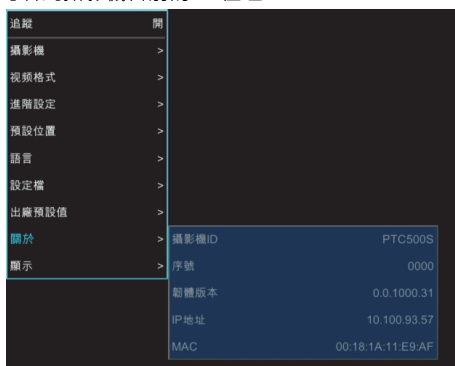 追蹤 開
攝影機 >
视频格式 >
進階設定 >
預設位置 >
語言 >
設定檔 >
出廠預設值 >
關於 > 攝影機ID PTC500S
顯示 > 序號 0000
韌體版本 0.0.1000.31
IP地址 10.100.93.57
MAC 00:18:1A:11:E9:AF